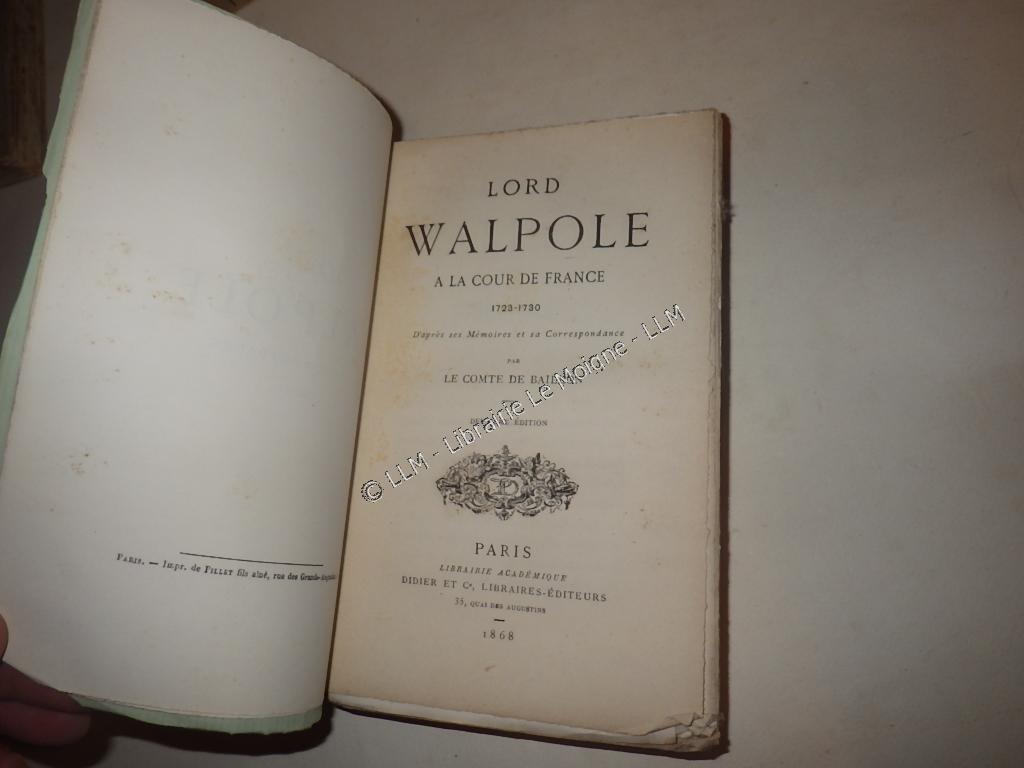 PARIS. — Impr. de PILLET fils aîné, rue des Grands-
LORD
WALPOLE
A LA COUR DE FRANCE
1723-1730
D'après ses Mémoires et sa Correspondance
PAR
LE COMTE DE
ÉDITION
PARIS
LIBRAIRIE ACADÉMIQUE
DIDIER ET Cie, LIBRAIRES-ÉDITEURS
35, QUAI DES AUGUSTINS
1868
© LLM - Librairie Le Moigne - LLM